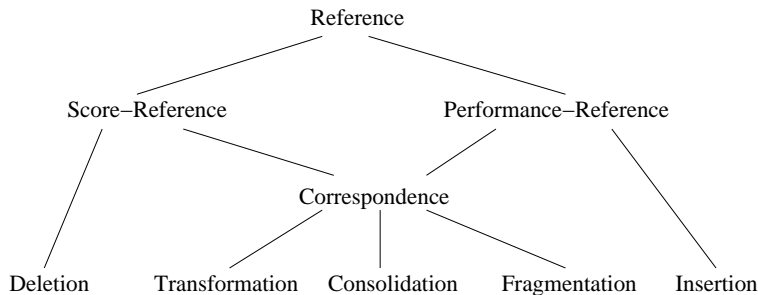 Reference
Score−Reference Performance−Reference
Correspondence
Deletion Transformation Consolidation Fragmentation Insertion